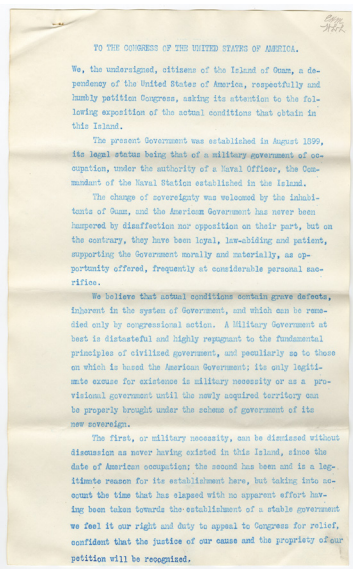 TO THE CONGRESS OF THE UNITED STATES OF AMERICA.
We, the undersigned, citizens of the Island of Guam, a de-
pendency of the United States of America, respectfully and
humbly petition Congress, asking its attention to the fol-
lowing exposition of the actual conditions that obtain in
this Island.
The present Government was established in August 1899,
its legal status being that of a military government of oc-
cupation, under the authority of a Naval Officer, the Com-
mandant of the Naval Station established in the island.
The change of sovereignty was welcomed by the inhabi-
tants of Guam, and the American Government has never been
hampered by disaffection nor opposition on their part, but on
the contrary, they have been loyal, law-abiding and patient,
supporting the Government morally and materially, as op-
portunity offered, frequently at considerable personal sac-
rifice.
We believe that actual conditions contain grave defects,
inherent in the system of Government, and which can be reme-
died only by congressional action. A Military Government at
best is distasteful and highly repugnant to the fundamental
principles of civilized government, and peculiarly so to those
on which is based the American Government; its only legiti-
mate excuse for existence is military necessity or as a pro-
visional government until the newly acquired territory can
be properly brought under the scheme of government of its
new sovereign.
The first, or military necessity, can be dismissed without
discussion as never having existed in this Island, since the
date of American occupation; the second has been and is a leg-
itimate reason for its establishment here, but taking into ac-
count the time that has elapsed with no apparent effort hav-
ing been taken towards the establishment of a stable government
we feel it our right and duty to appeal to Congress for relief,
confident that the justice of our cause and the propriety of our
petition will be recognized.